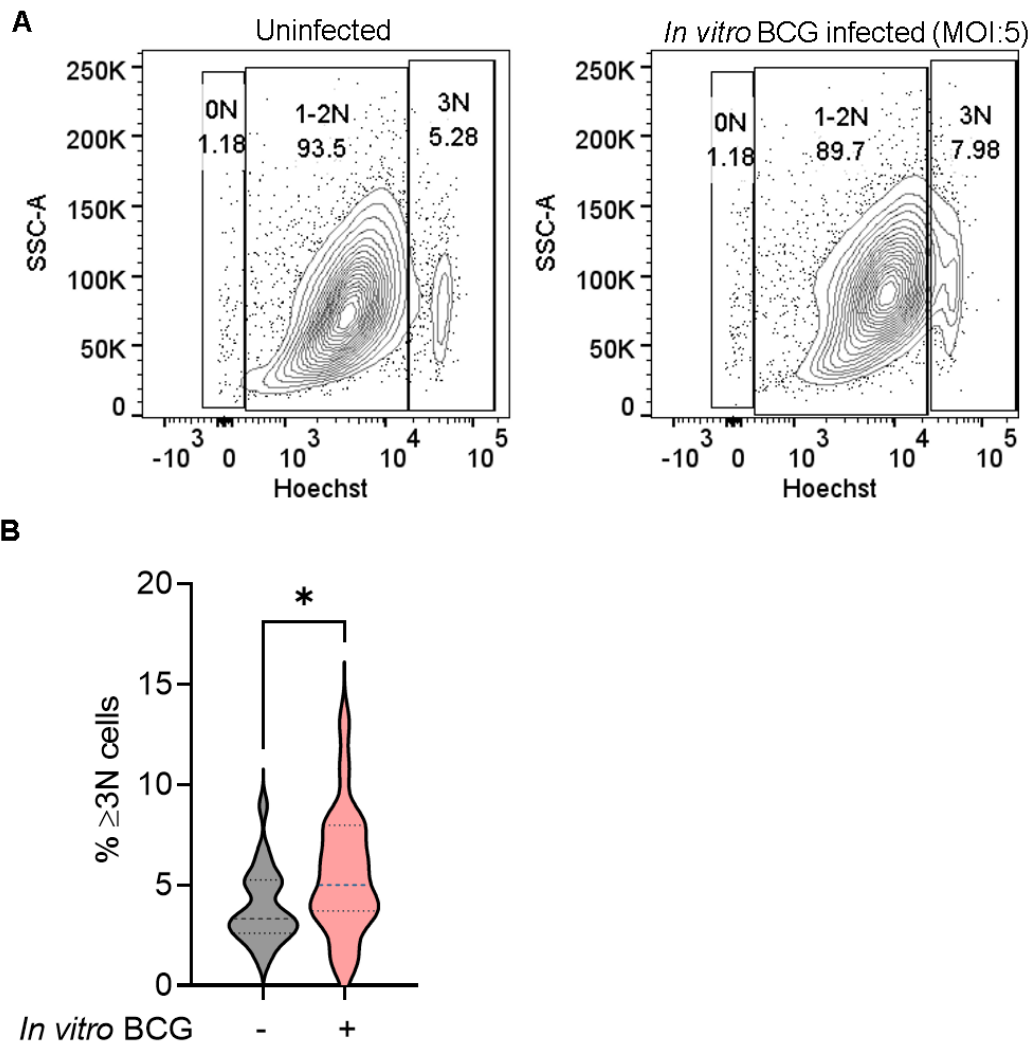 A
Uninfected
In vitro BCG infected (MOI:5)
250K
200K
150K
100K
50K
0
SSC-A
0N
1.18
1-2N
93.5
3N
5.28
-10 3
0
10 3
10 4
10 5
Hoechst
250K
200K
150K
100K
50K
0
SSC-A
0N
1.18
1-2N
89.7
3N
7.98
-10 3
0
10 3
10 4
10 5
Hoechst
B
20
15
10
5
0
% ≥3N cells
*
In vitro BCG - +